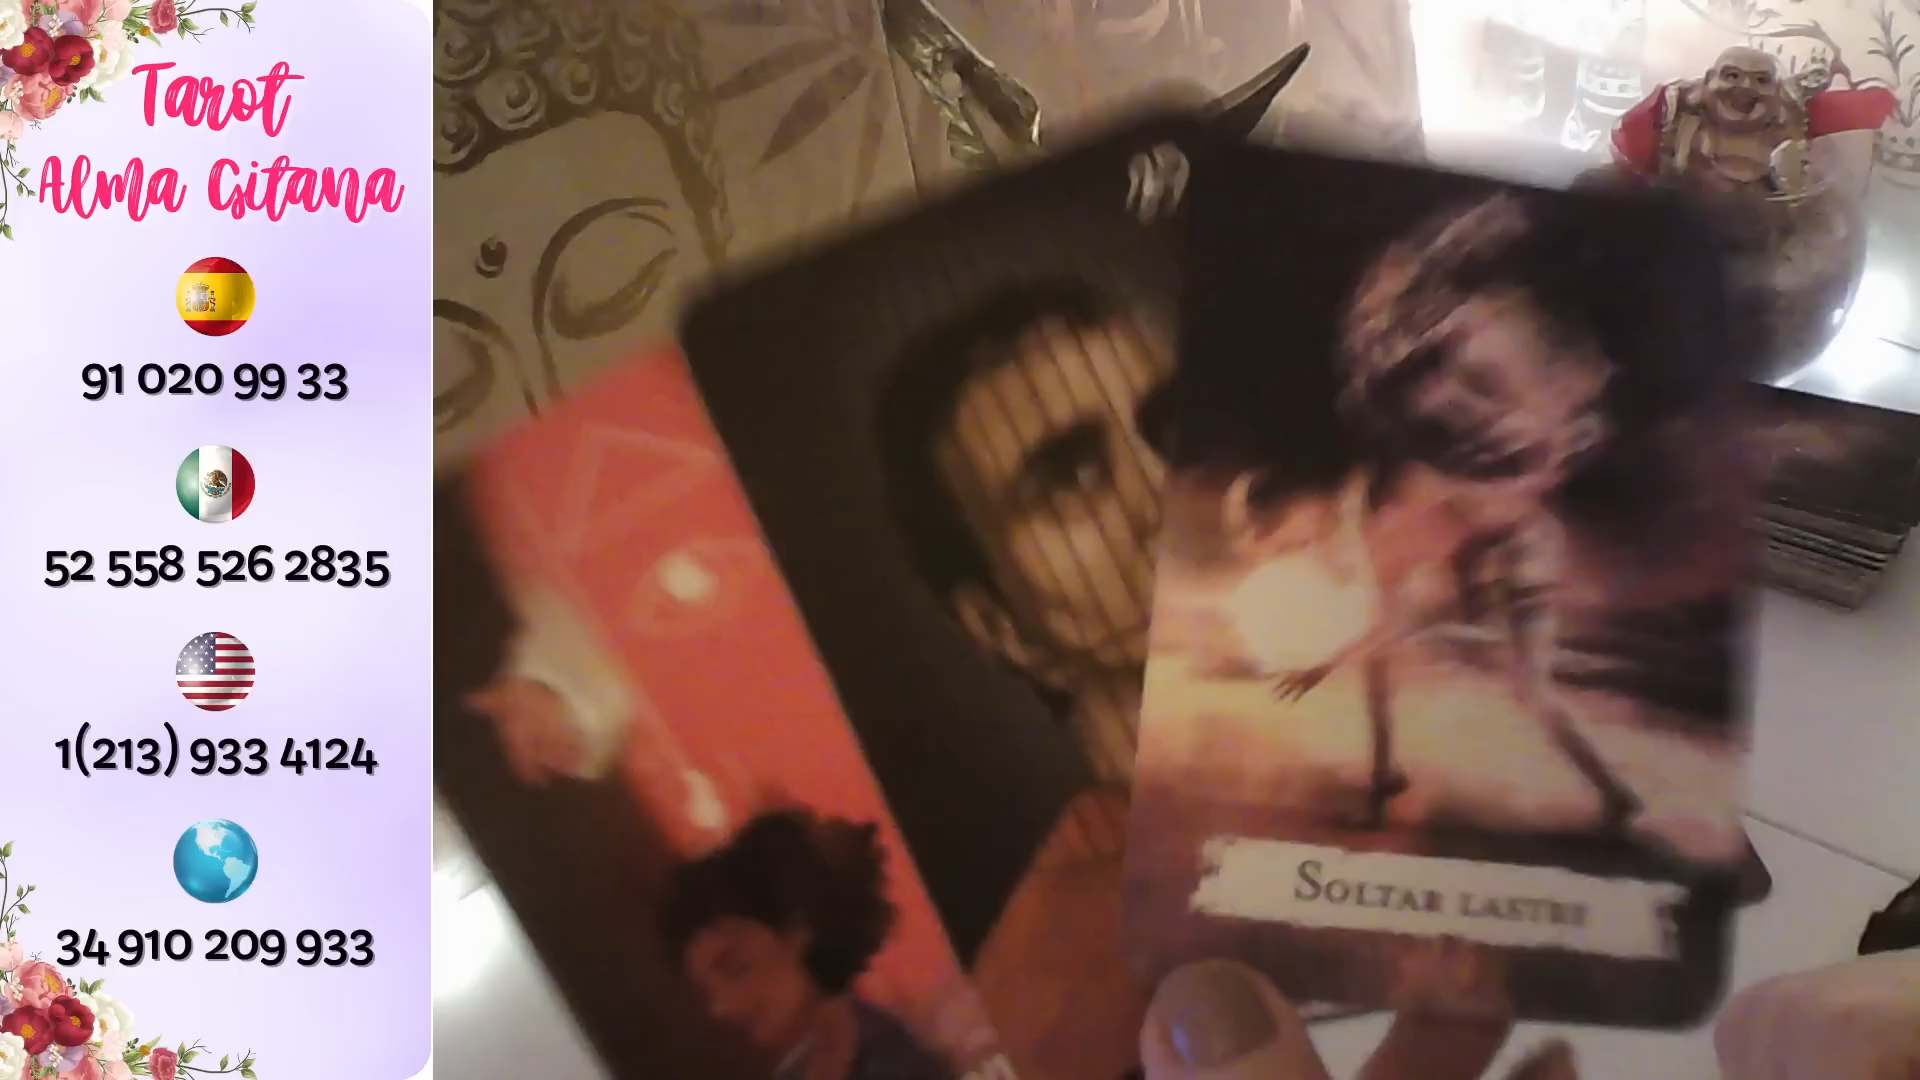 Tarot
Alma Gitana
91 020 99 33
52 558 526 2835
1(213) 933 4124
34 910 209 933
SOLTAR LASTRE